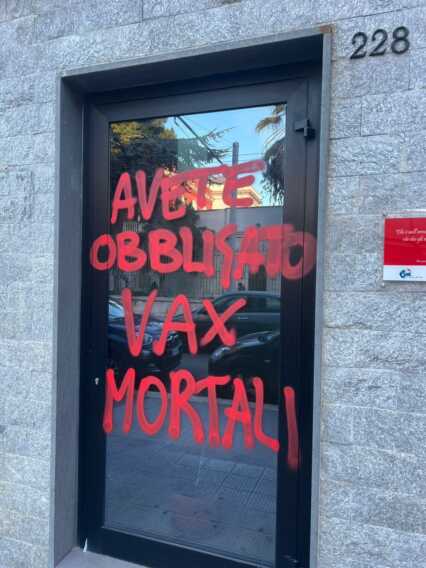 228
AVETE
OBBLIGATO
VAX
MORTALI